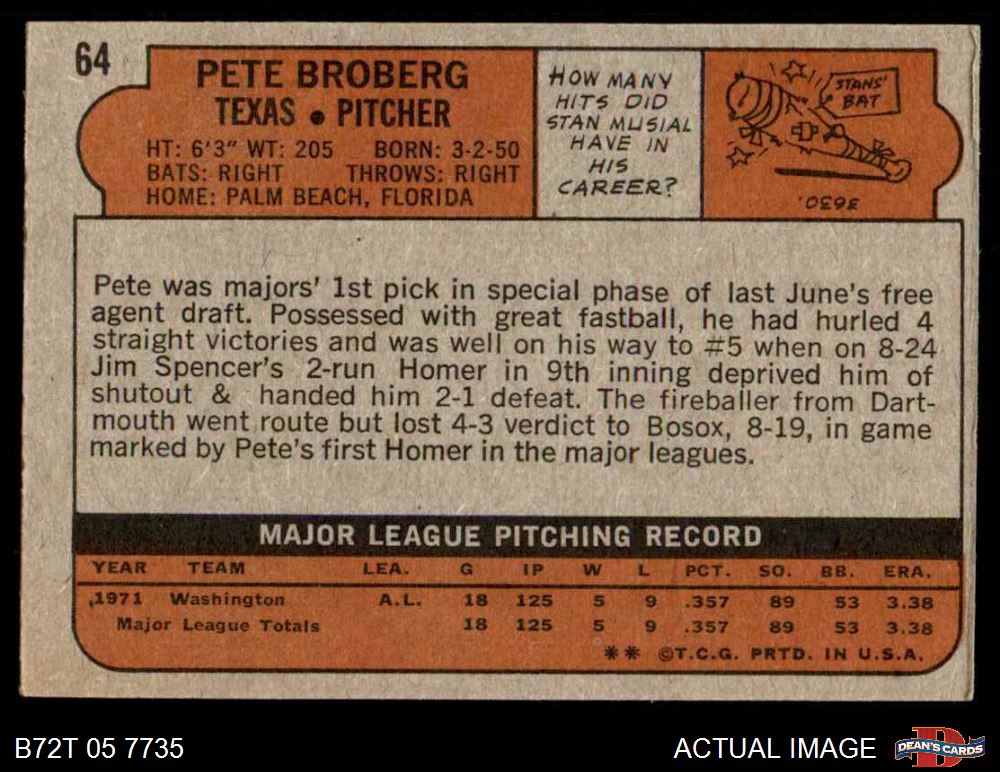 64
PETE BROBERG
TEXAS • PITCHER
HT: 6'3" WT: 205 BORN: 3-2-50
BATS: RIGHT THROWS: RIGHT
HOME: PALM BEACH, FLORIDA
HOW MANY
HITS DID
STAN MUSIAL
HAVE IN
HIS
CAREER?
STANS'
BAT
'3630.
Pete was majors' 1st pick in special phase of last June's free
agent draft. Possessed with great fastball, he had hurled 4
straight victories and was well on his way to #5 when on 8-24
Jim Spencer's 2-run Homer in 9th inning deprived him of
shutout & handed him 2-1 defeat. The fireballer from Dart-
mouth went route but lost 4-3 verdict to Bosox, 8-19, in game
marked by Pete's first Homer in the major leagues.
MAJOR LEAGUE PITCHING RECORD
YEAR TEAM LEA. G IP W L PCT. SO. BB. ERA.
1971 Washington A.L. 18 125 5 9 .357 89 53 3.38
Major League Totals 18 125 5 9 .357 89 53 3.38
** ©T.C.G. PRTD. IN U.S.A.
B72T 05 7735
ACTUAL IMAGE
D
DEAN'S CARDS